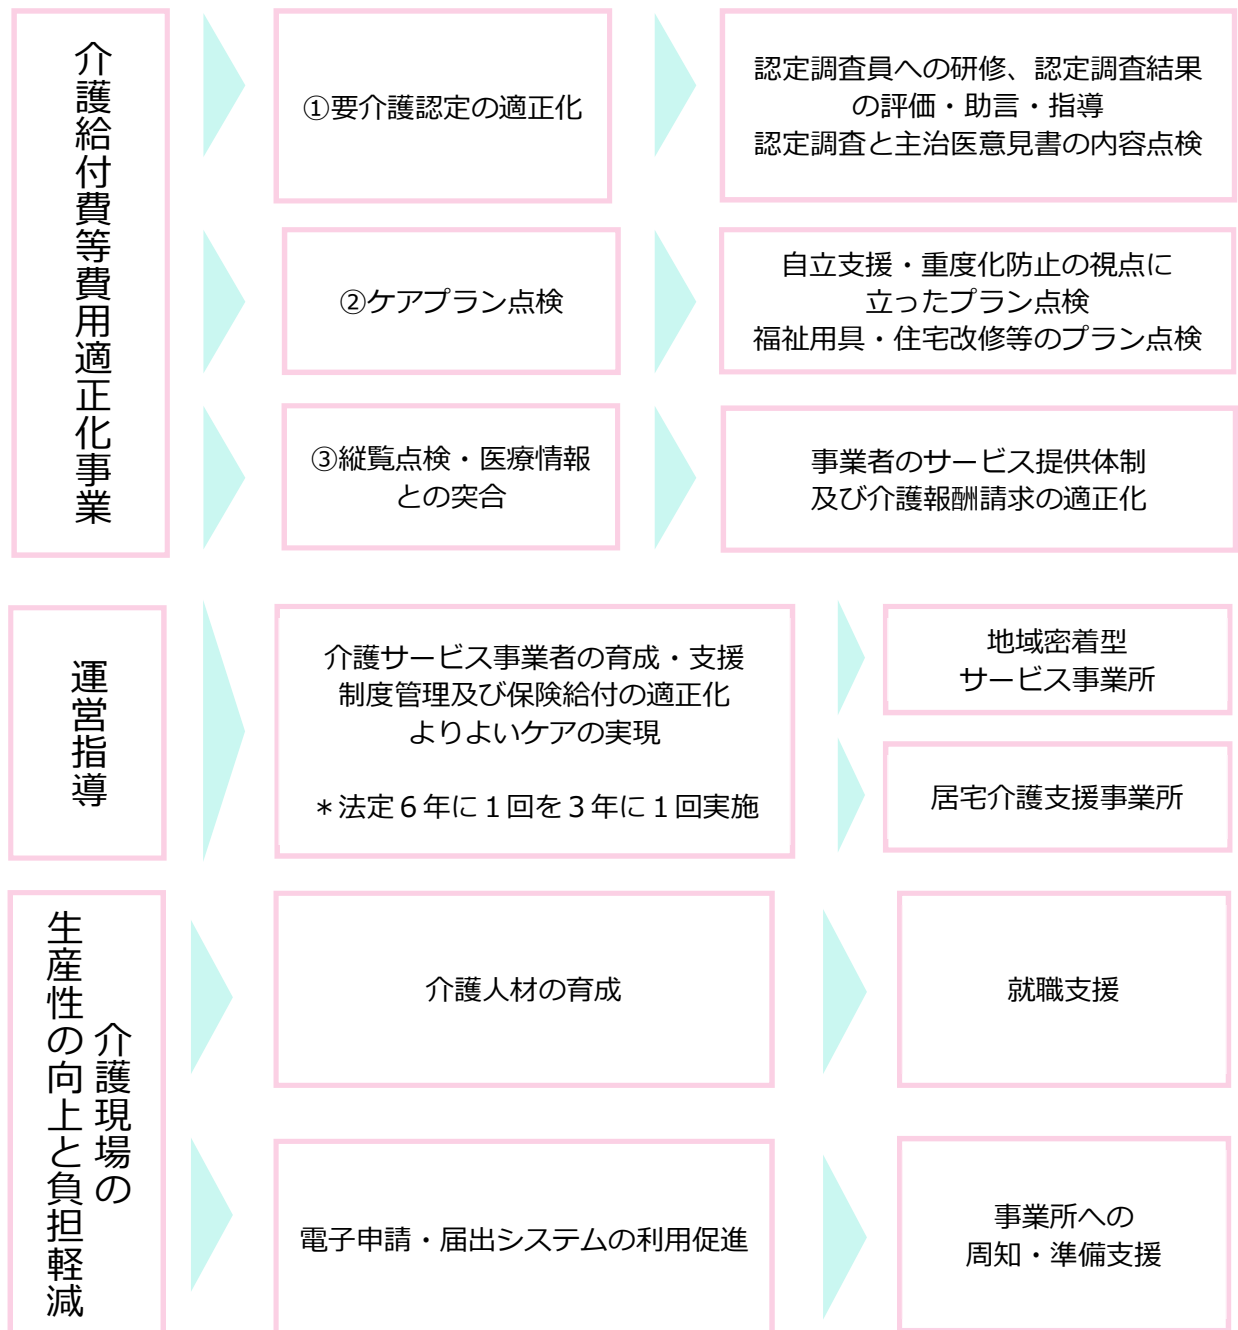 介護給付費等費用適正化事業
①要介護認定の適正化
認定調査員への研修、認定調査結果
の評価・助言・指導
認定調査と主治医意見書の内容点検
②ケアプラン点検
自立支援・重度化防止の視点に
立ったプラン点検
福祉用具・住宅改修等のプラン点検
③縦覧点検・医療情報
との突合
事業者のサービス提供体制
及び介護報酬請求の適正化
運営指導
介護サービス事業者の育成・支援
制度管理及び保険給付の適正化
よりよいケアの実現
＊法定６年に１回を３年に１回実施
地域密着型
サービス事業所
居宅介護支援事業所
介護現場の
生産性の向上と負担軽減
介護人材の育成
就職支援
電子申請・届出システムの利用促進
事業所への
周知・準備支援